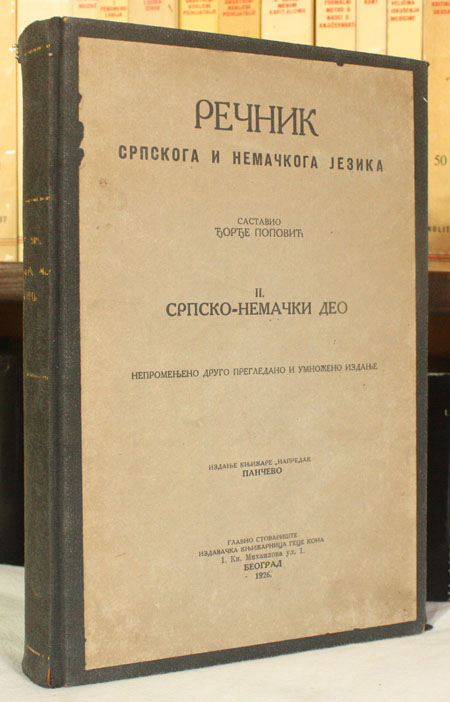 РЕЧНИК
СРПСКОГА И НЕМАЧКОГА ЈЕЗИКА
САСТАВИО
ЂОРЂЕ ПОПОВИЋ
II.
СРПСКО-НЕМАЧКИ ДЕО
НЕПРОМЕЊЕНО ДРУГО ПРЕГЛЕДАНО И УМНОЖЕНО ИЗДАЊЕ
ИЗДАЊЕ КЊИЖАРЕ „НАПРЕДАК
ПАНЧЕВО
ГЛАВНО СТОВАРИШТЕ
ИЗДАВАЧКА КЊИЖАРНИЦА ГЕЦЕ КОНА
1. Кн. Михаилова ул. 1.
БЕОГРАД
1926.
50